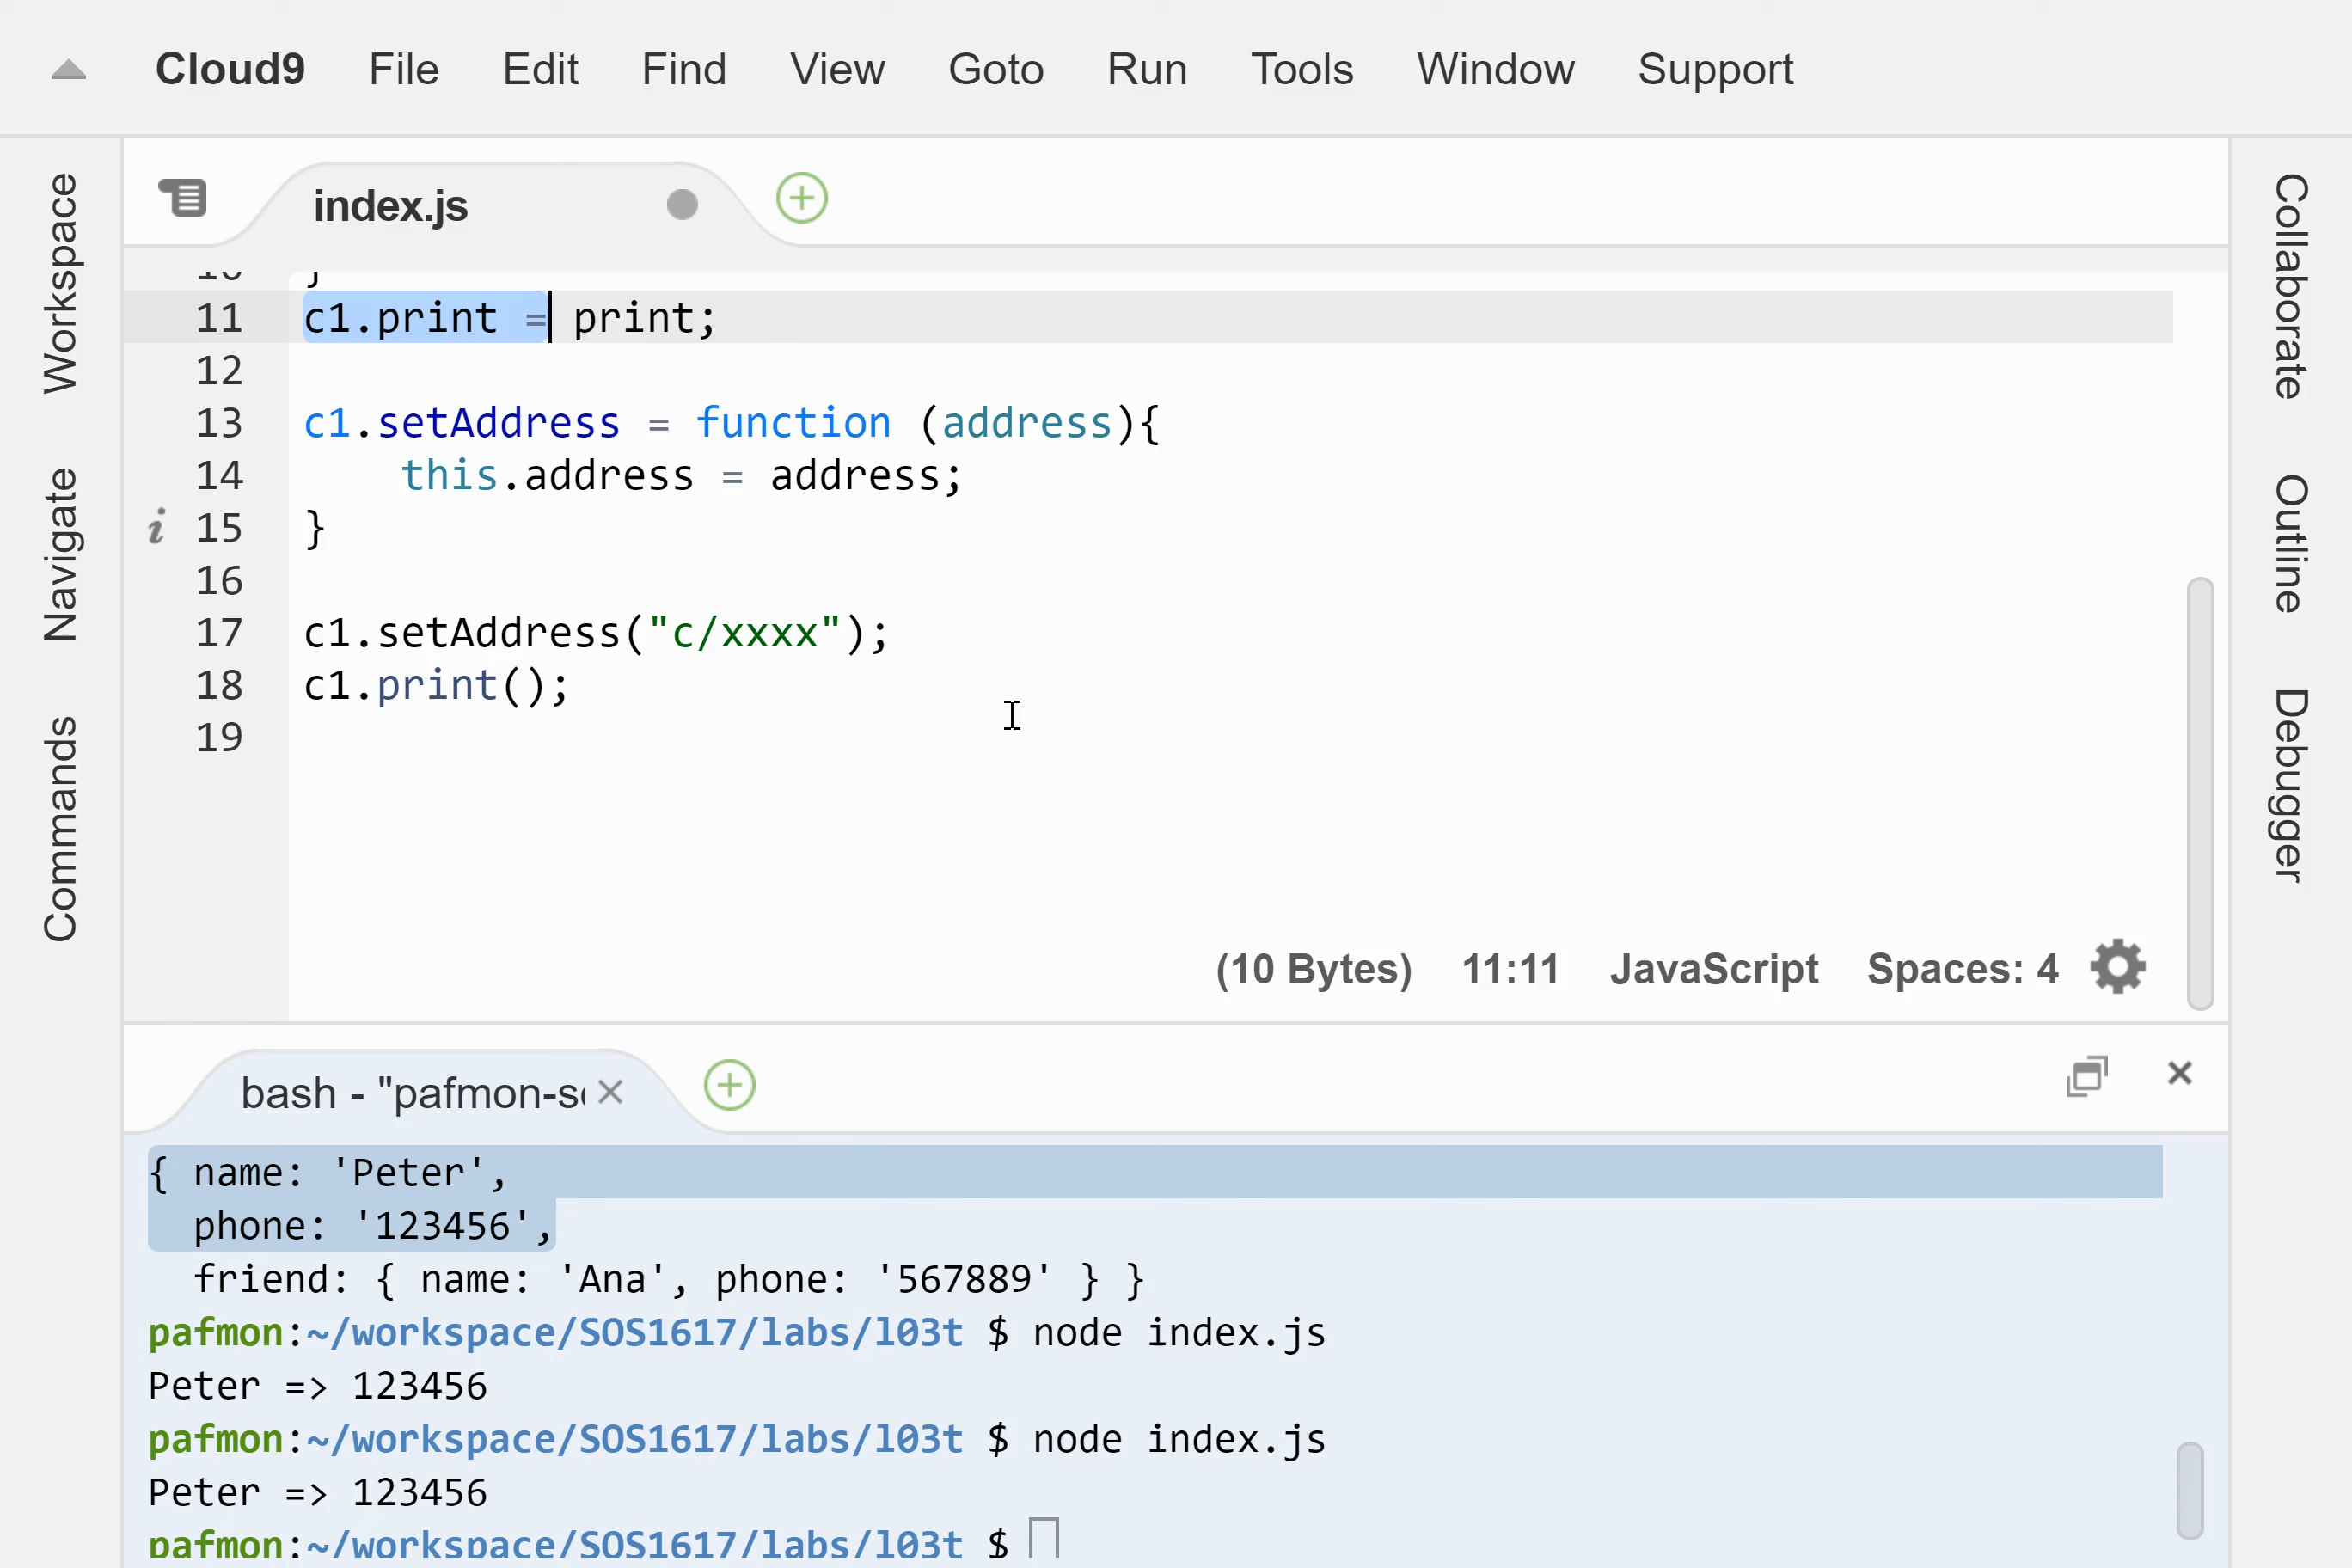 Cloud9 File Edit Find View Goto Run Tools Window Support
Workspace
Navigate
Commands
index.js
10 }
11 c1.print = print;
12
13 c1.setAddress = function (address){
14     this.address = address;
i 15 }
16
17 c1.setAddress("c/xxxx");
18 c1.print();
19
(10 Bytes) 11:11 JavaScript Spaces: 4
Collaborate
Outline
Debugger
bash - "pafmon-s
{ name: 'Peter',
  phone: '123456',
  friend: { name: 'Ana', phone: '567889' } }
pafmon:~/workspace/SOS1617/labs/l03t $ node index.js
Peter => 123456
pafmon:~/workspace/SOS1617/labs/l03t $ node index.js
Peter => 123456
pafmon:~/workspace/SOS1617/labs/l03t $